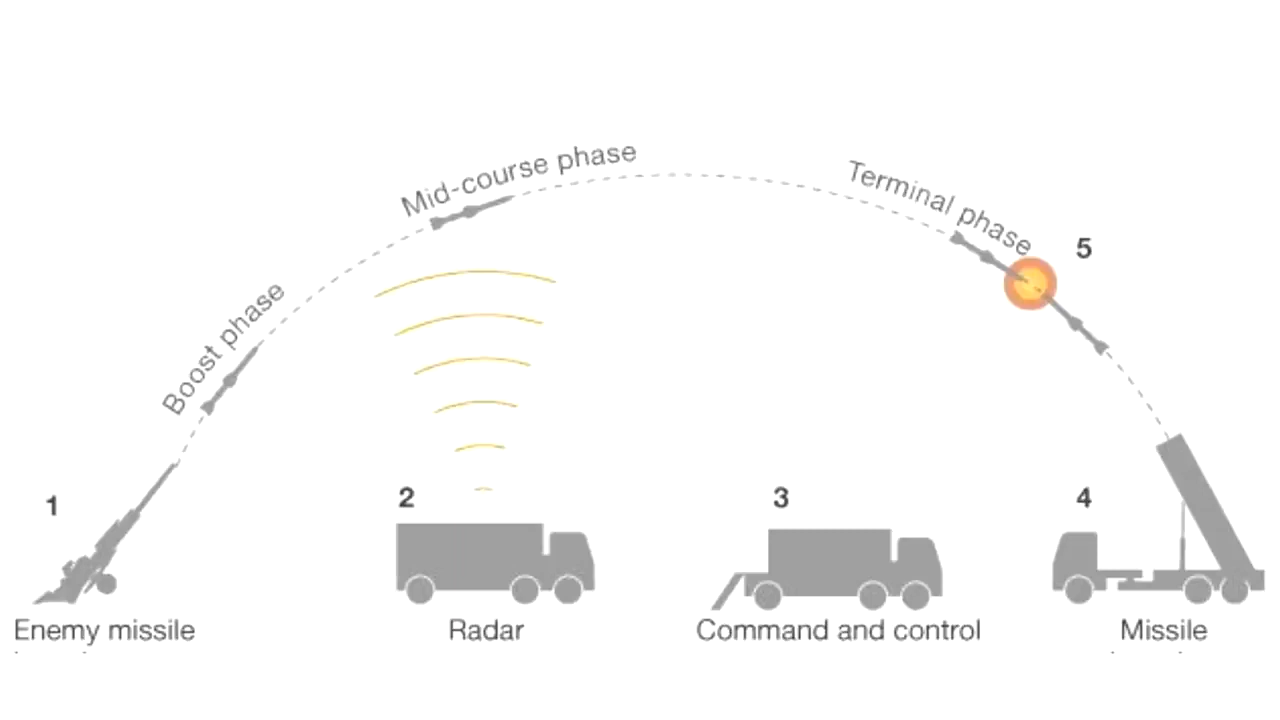 Mid-course phase
Terminal phase
Boost phase
5
1
2
3
4
Enemy missile
Radar
Command and control
Missile